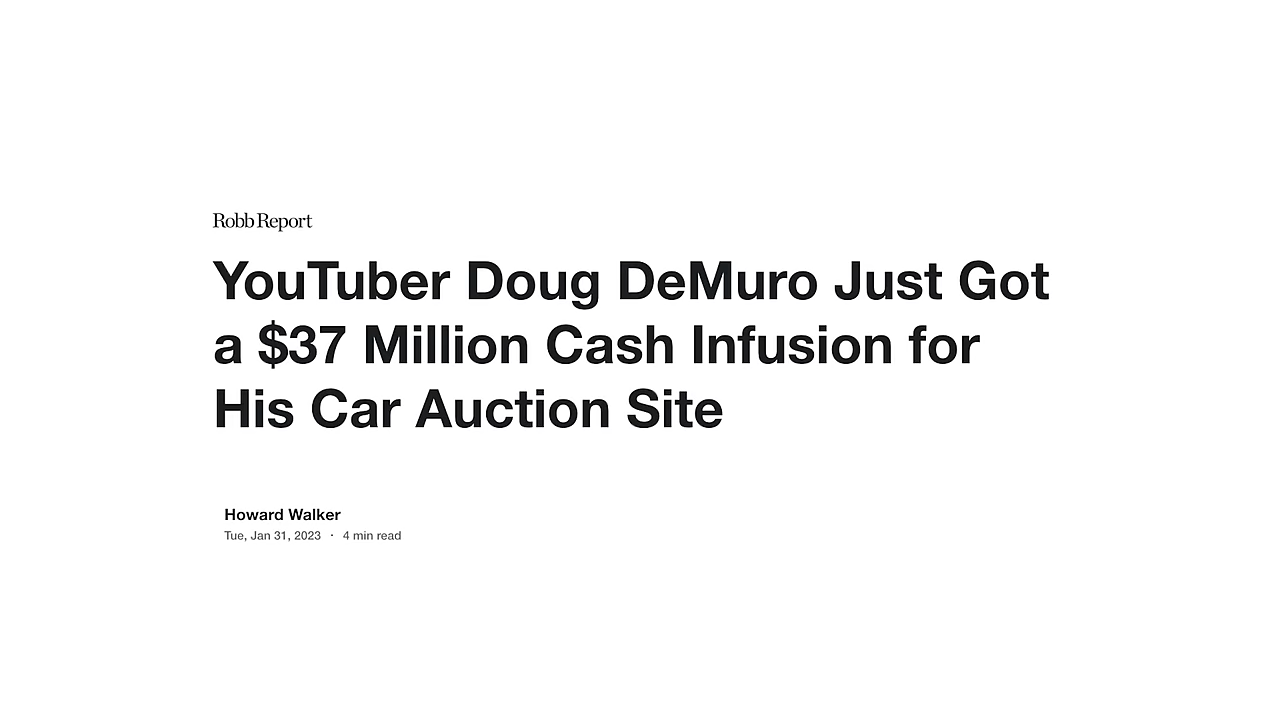 Robb Report
YouTuber Doug DeMuro Just Got
a $37 Million Cash Infusion for
His Car Auction Site
Howard Walker
Tue, Jan 31, 2023 · 4 min read